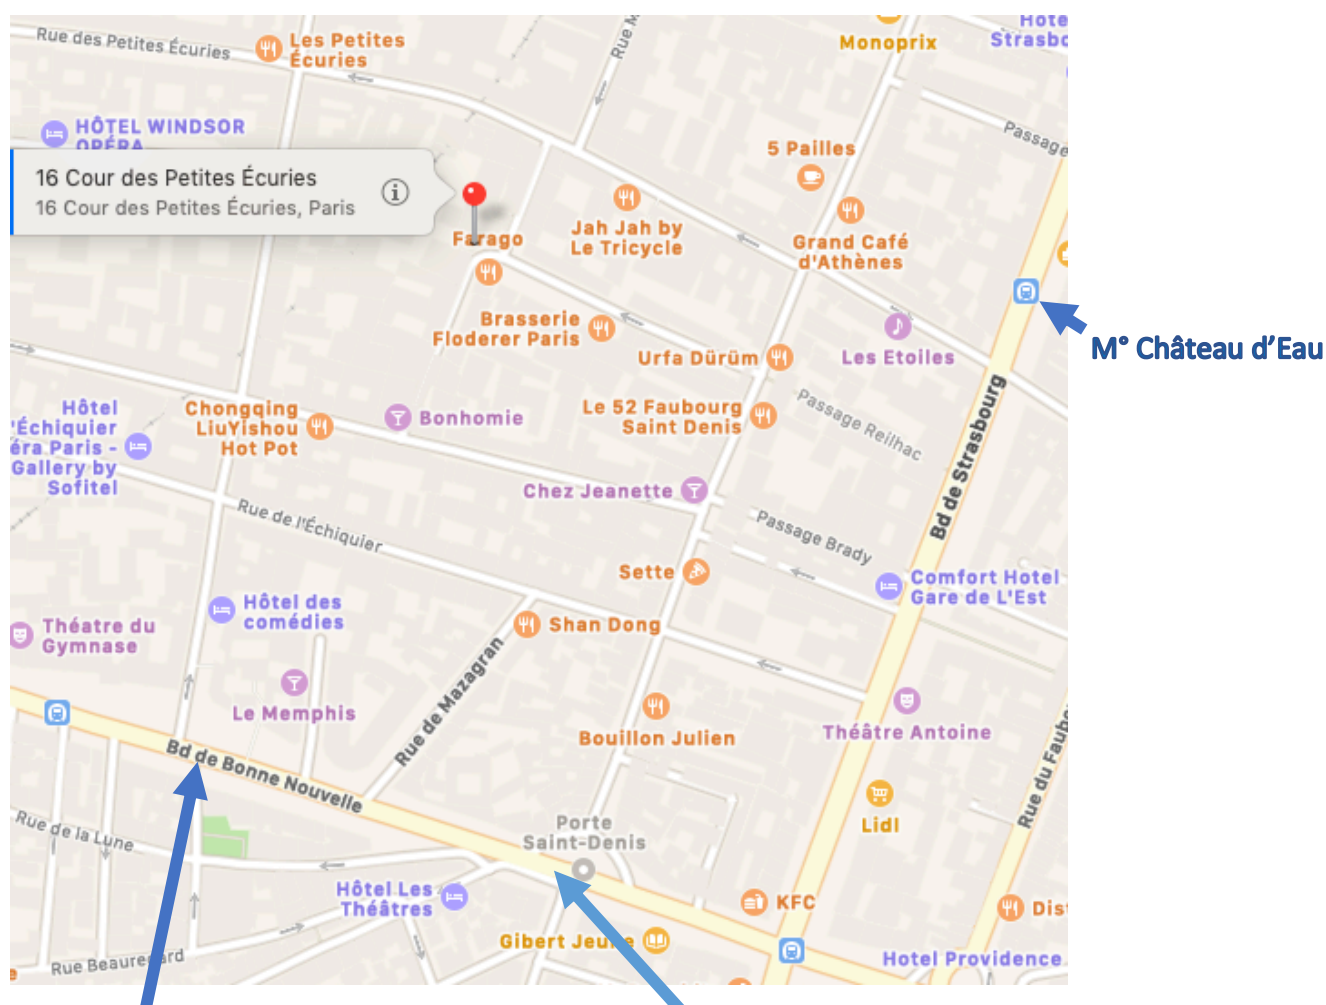 Hôte
Strasbo
Monoprix
Rue des Petites Écuries
Les Petites
Écuries
Rue M
HÔTEL WINDSOR
OPÉRA
Passage
5 Pailles
16 Cour des Petites Écuries
16 Cour des Petites Écuries, Paris
Farago
Jah Jah by
Le Tricycle
Grand Café
d'Athènes
Brasserie
Floderer Paris
Urfa Dürüm
Les Etoiles
M° Château d'Eau
Hôtel
'Échiquier
éra Paris -
Gallery by
Sofitel
Chongqing
LiuYishou
Hot Pot
Bonhomie
Le 52 Faubourg
Saint Denis
Passage Reilhac
Bd de Strasbourg
Chez Jeanette
Rue de l'Échiquier
Passage Brady
Sette
Comfort Hotel
Gare de L'Est
Hôtel des
comédies
Théatre du
Gymnase
Shan Dong
Rue de Mazagran
Le Memphis
Bouillon Julien
Théâtre Antoine
Rue du Faubo
Bd de Bonne Nouvelle
Rue de la Lune
Porte
Saint-Denis
Lidl
Hôtel Les
Théâtres
KFC
Dis
Gibert Jeune
Hotel Providence
Rue Beauregard